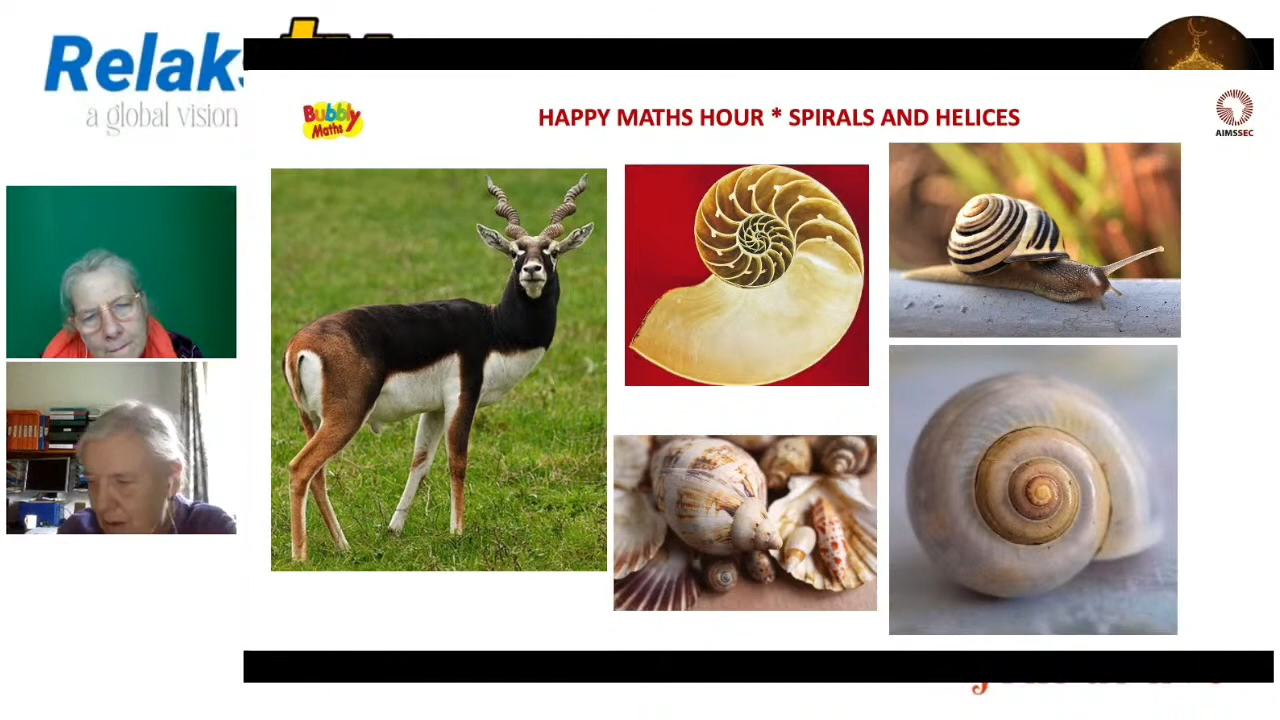 Relaks
a global vision
Bubbly
Maths
HAPPY MATHS HOUR * SPIRALS AND HELICES
AIMSSEC